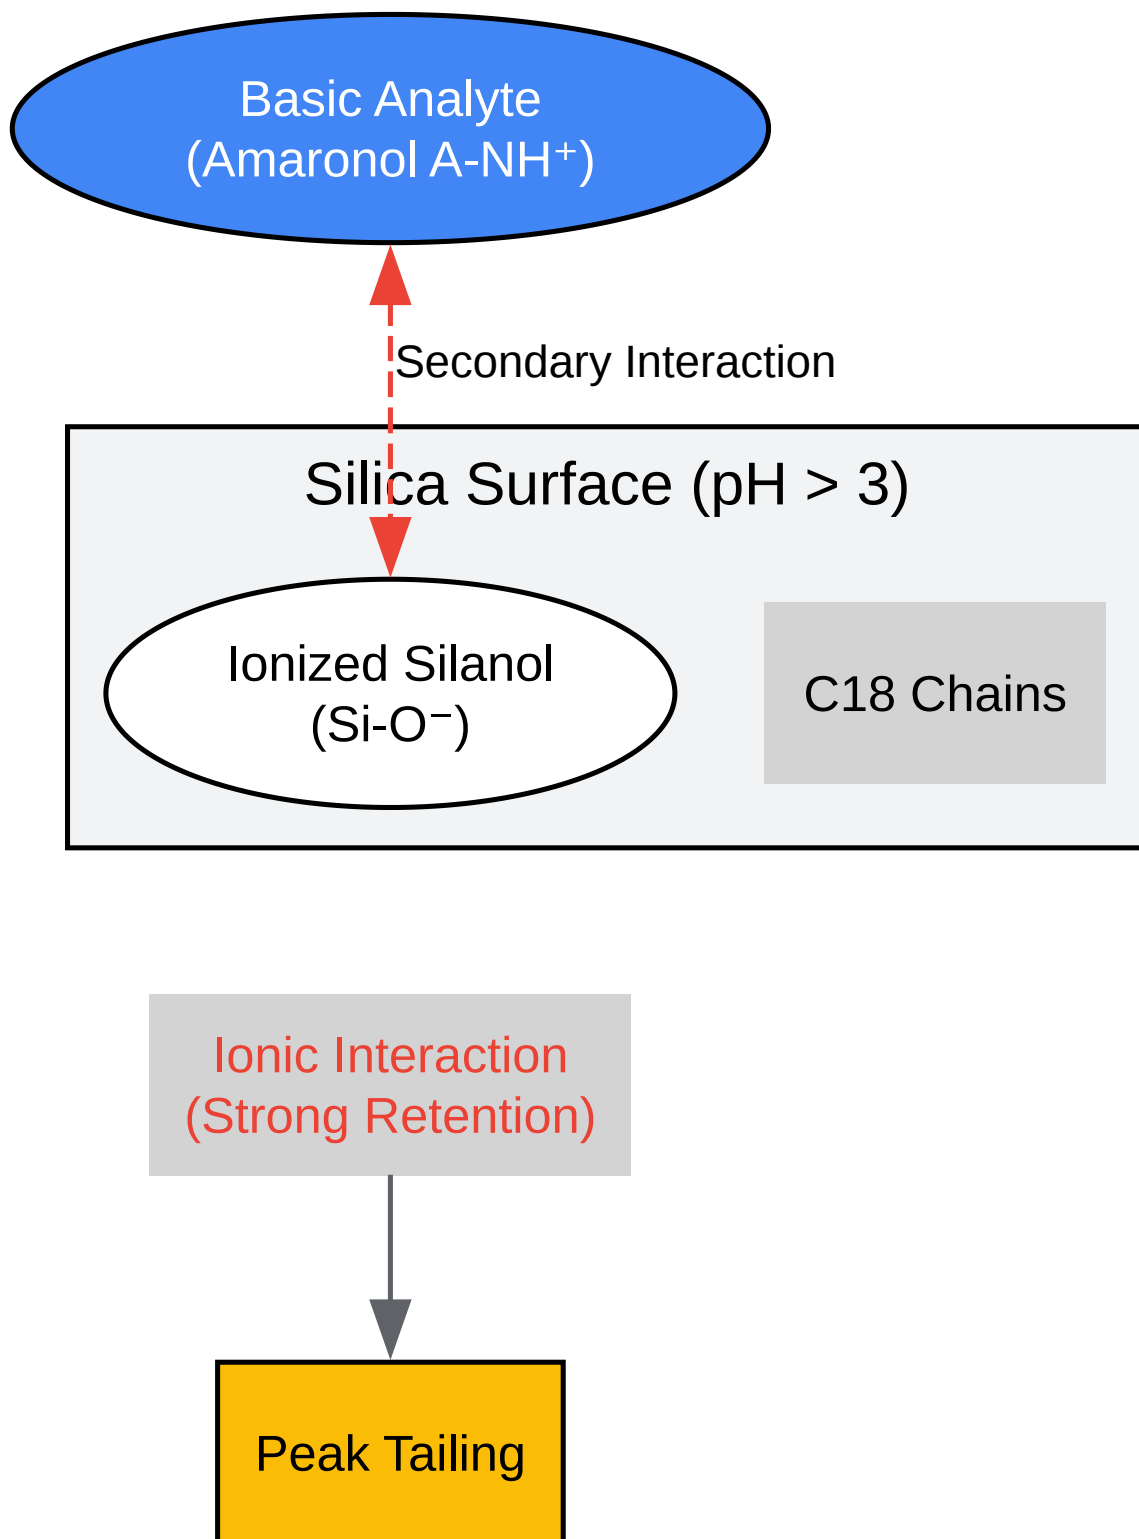 Basic Analyte
(Amaronol A-NH⁺)
Secondary Interaction
Silica Surface (pH > 3)
Ionized Silanol
(Si-O⁻)
C18 Chains
Ionic Interaction
(Strong Retention)
Peak Tailing